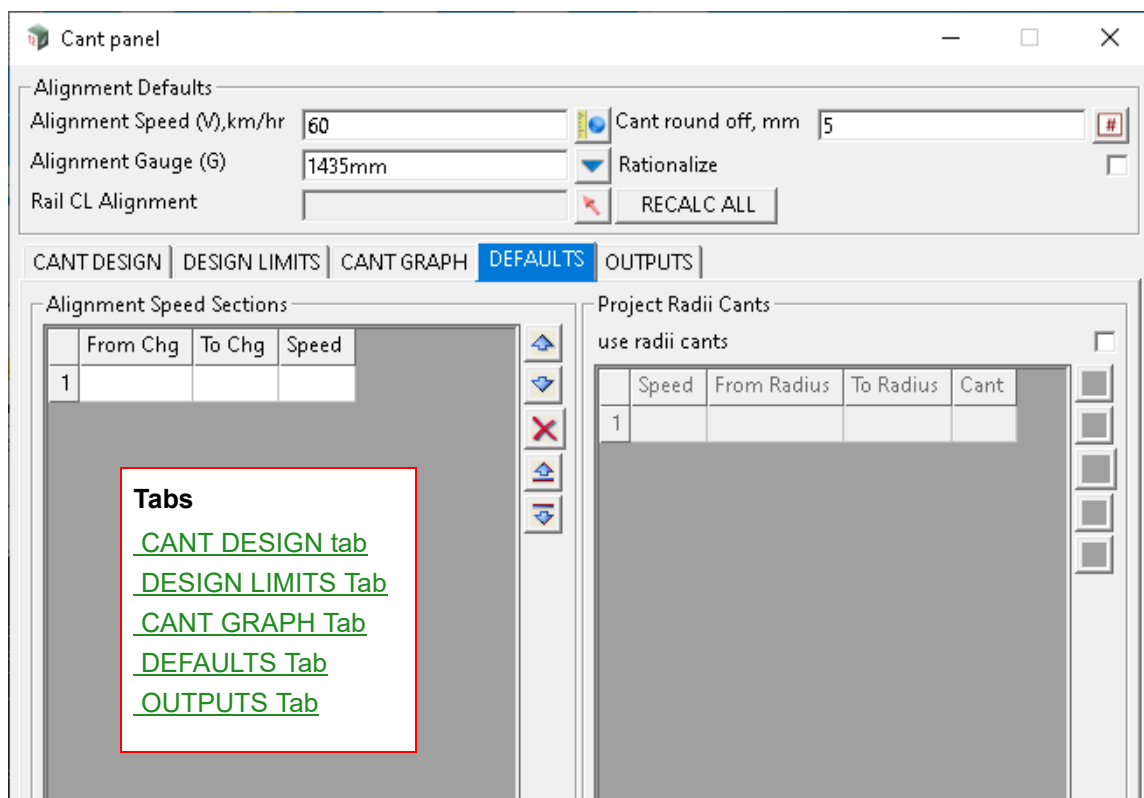 Cant panel
Alignment Defaults
Alignment Speed (V),km/hr 60 Cant round off, mm 5 #
Alignment Gauge (G) 1435mm Rationalize
Rail CL Alignment RECALC ALL
CANT DESIGN DESIGN LIMITS CANT GRAPH DEFAULTS OUTPUTS
Alignment Speed Sections
From Chg To Chg Speed
1
Project Radii Cants
use radii cants
Speed From Radius To Radius Cant
1
Tabs
CANT DESIGN tab
DESIGN LIMITS Tab
CANT GRAPH Tab
DEFAULTS Tab
OUTPUTS Tab